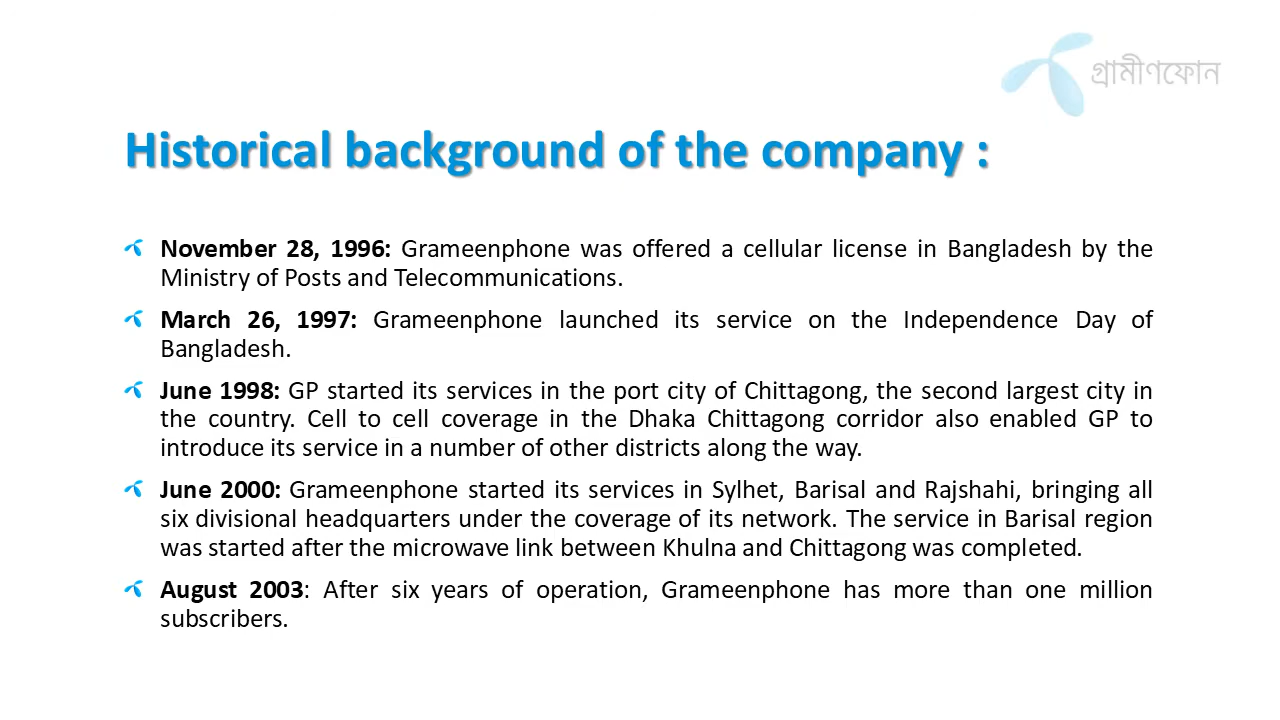 গ্রামীণফোন
Historical background of the company :
November 28, 1996: Grameenphone was offered a cellular license in Bangladesh by the
Ministry of Posts and Telecommunications.
March 26, 1997: Grameenphone launched its service on the Independence Day of
Bangladesh.
June 1998: GP started its services in the port city of Chittagong, the second largest city in
the country. Cell to cell coverage in the Dhaka Chittagong corridor also enabled GP to
introduce its service in a number of other districts along the way.
June 2000: Grameenphone started its services in Sylhet, Barisal and Rajshahi, bringing all
six divisional headquarters under the coverage of its network. The service in Barisal region
was started after the microwave link between Khulna and Chittagong was completed.
August 2003: After six years of operation, Grameenphone has more than one million
subscribers.